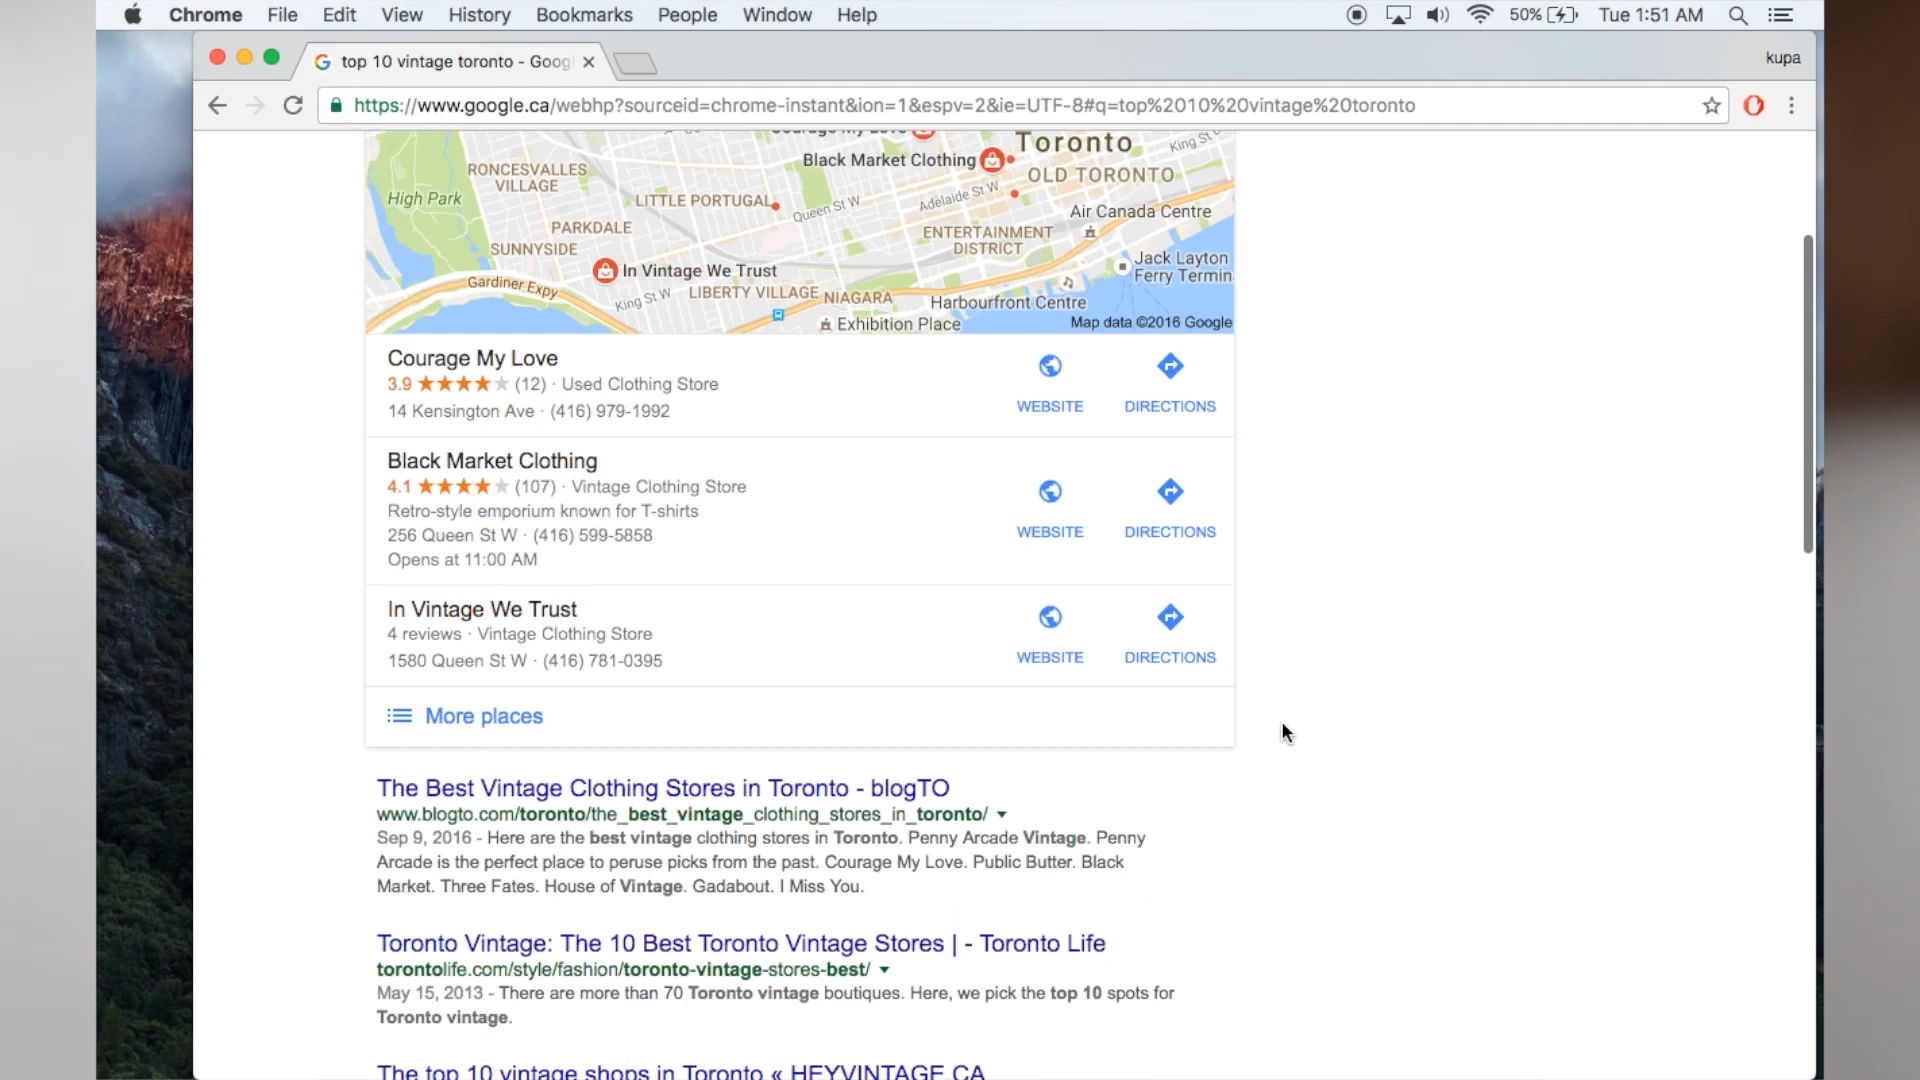 Chrome File Edit View History Bookmarks People Window Help
50% Tue 1:51 AM
top 10 vintage toronto - Goog
kupa
https://www.google.ca/webhp?sourceid=chrome-instant&ion=1&espv=2&ie=UTF-8#q=top%2010%20vintage%20toronto
Courage My Love
Toronto
King St
Black Market Clothing
RONCESVALLES
VILLAGE
OLD TORONTO
High Park
LITTLE PORTUGAL
Queen St W
Adelaide St W
Air Canada Centre
PARKDALE
ENTERTAINMENT
DISTRICT
SUNNYSIDE
Jack Layton
Ferry Termin
In Vintage We Trust
Gardiner Expy
King St W
LIBERTY VILLAGE
NIAGARA
Harbourfront Centre
Exhibition Place
Map data ©2016 Google
Courage My Love
3.9 ★★★★★ (12) · Used Clothing Store
14 Kensington Ave · (416) 979-1992
WEBSITE DIRECTIONS
Black Market Clothing
4.1 ★★★★★ (107) · Vintage Clothing Store
Retro-style emporium known for T-shirts
256 Queen St W · (416) 599-5858
Opens at 11:00 AM
WEBSITE DIRECTIONS
In Vintage We Trust
4 reviews · Vintage Clothing Store
1580 Queen St W · (416) 781-0395
WEBSITE DIRECTIONS
More places
The Best Vintage Clothing Stores in Toronto - blogTO
www.blogto.com/toronto/the_best_vintage_clothing_stores_in_toronto/
Sep 9, 2016 - Here are the best vintage clothing stores in Toronto. Penny Arcade Vintage. Penny
Arcade is the perfect place to peruse picks from the past. Courage My Love. Public Butter. Black
Market. Three Fates. House of Vintage. Gadabout. I Miss You.
Toronto Vintage: The 10 Best Toronto Vintage Stores | - Toronto Life
torontolife.com/style/fashion/toronto-vintage-stores-best/
May 15, 2013 - There are more than 70 Toronto vintage boutiques. Here, we pick the top 10 spots for
Toronto vintage.
The top 10 vintage shops in Toronto « HEYVINTAGE.CA